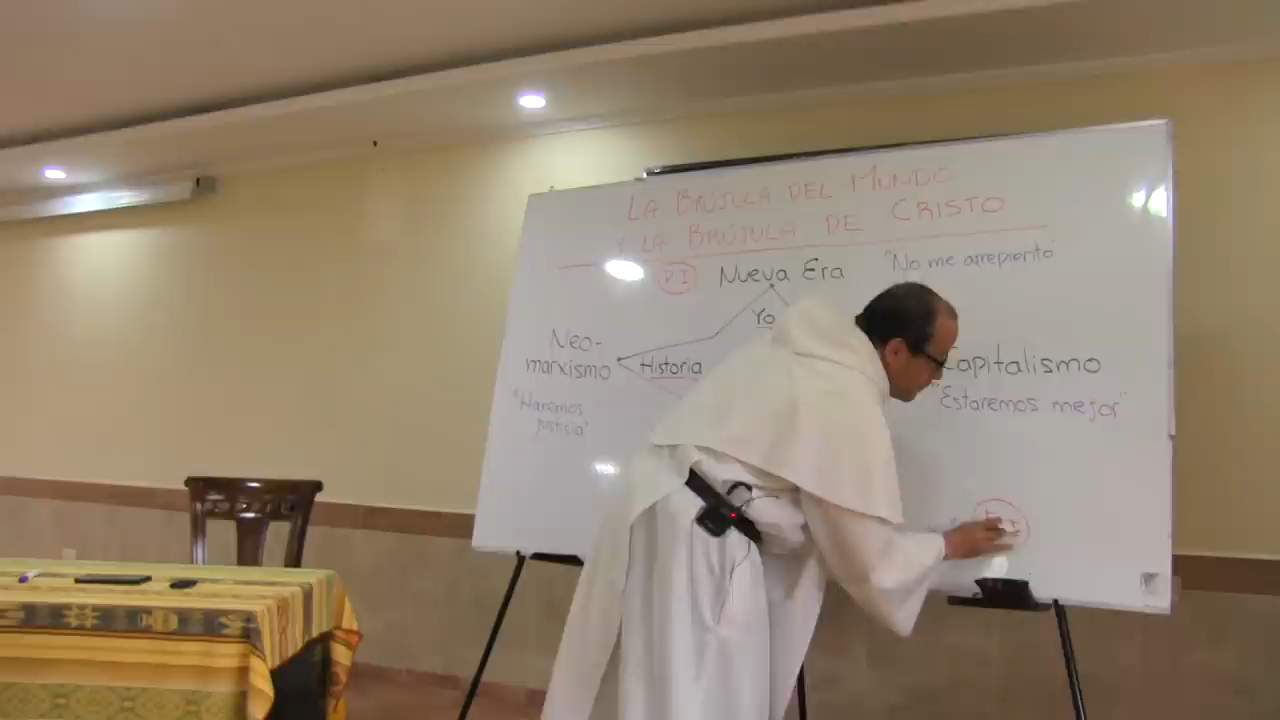 LA BRÚJULA DEL MUNDO
Y LA BRÚJULA DE CRISTO
P.I
Nueva Era
"No me arrepiento"
Yo
Neo-
marxismo
Historia
Capitalismo
"Estaremos mejor"
"Haremos
justicia"